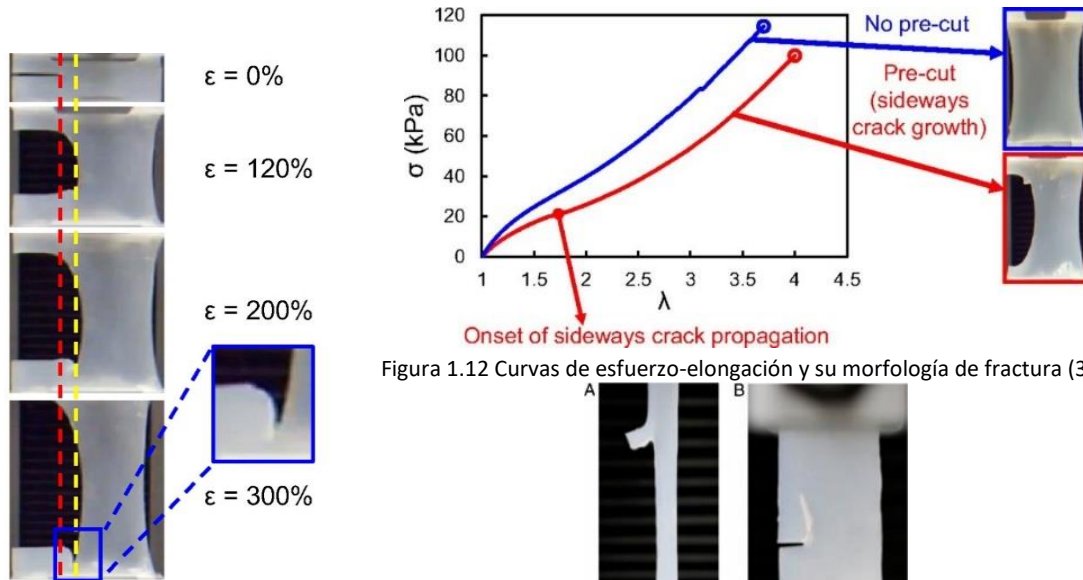 ε = 0%
ε = 120%
ε = 200%
ε = 300%
120
100
80
60
40
20
0
σ (kPa)
1
1.5
2
2.5
3
3.5
4
4.5
λ
No pre-cut
Pre-cut
(sideways
crack growth)
Onset of sideways crack propagation
Figura 1.12 Curvas de esfuerzo-elongación y su morfología de fractura (3
A
B